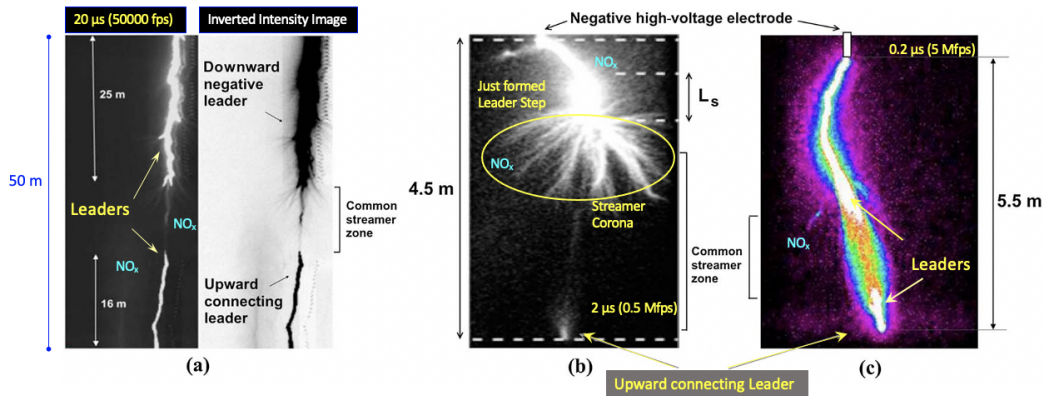 20 µs (50000 fps)
Inverted Intensity Image
50 m
25 m
Downward
negative
leader
Leaders
NOₓ
Common
streamer
zone
NOₓ
16 m
Upward
connecting
leader
(a)
Negative high-voltage electrode
4.5 m
NOₓ
Just formed
Leader Step
Lₛ
NOₓ
Streamer
Corona
Common
streamer
zone
2 µs (0.5 Mfps)
(b)
Upward connecting Leader
0.2 µs (5 Mfps)
5.5 m
NOₓ
Leaders
(c)